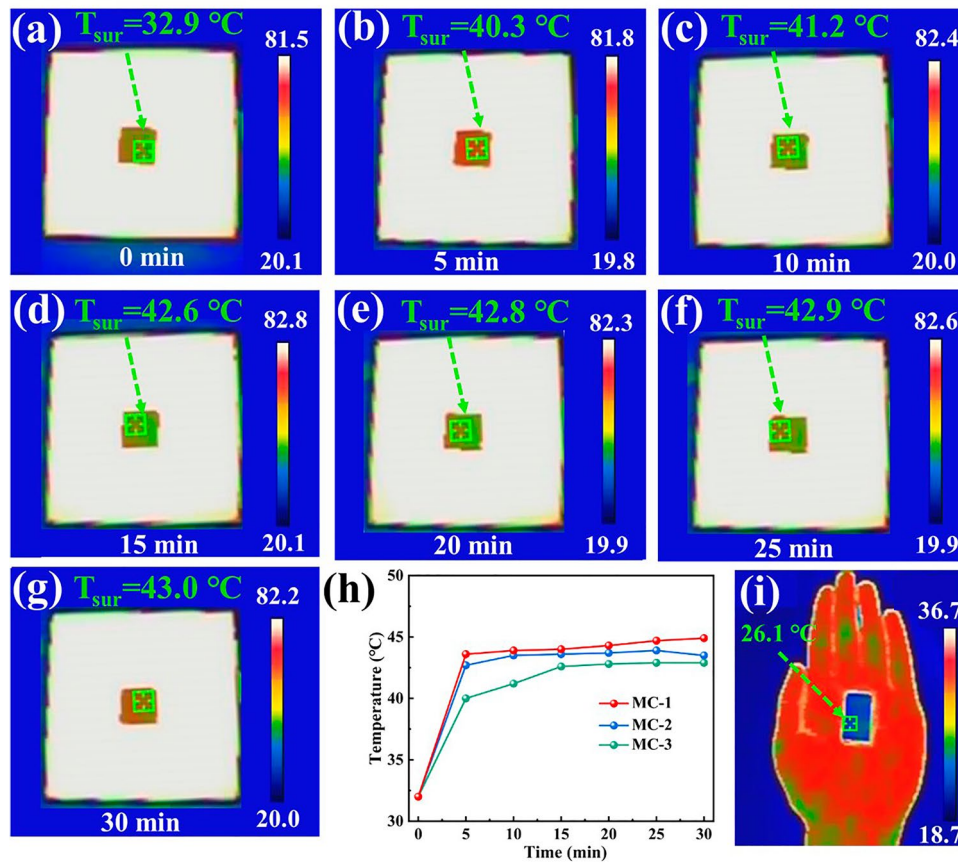 (a) T_sur=32.9 ℃
81.5
0 min
20.1
(b) T_sur=40.3 ℃
81.8
5 min
19.8
(c) T_sur=41.2 ℃
82.4
10 min
20.0
(d) T_sur=42.6 ℃
82.8
15 min
20.1
(e) T_sur=42.8 ℃
82.3
20 min
19.9
(f) T_sur=42.9 ℃
82.6
25 min
19.9
(g) T_sur=43.0 ℃
82.2
30 min
20.0
(h)
Temperature (℃)
50
45
40
35
30
MC-1
MC-2
MC-3
0 5 10 15 20 25 30
Time (min)
(i)
36.7
26.1 ℃
18.7